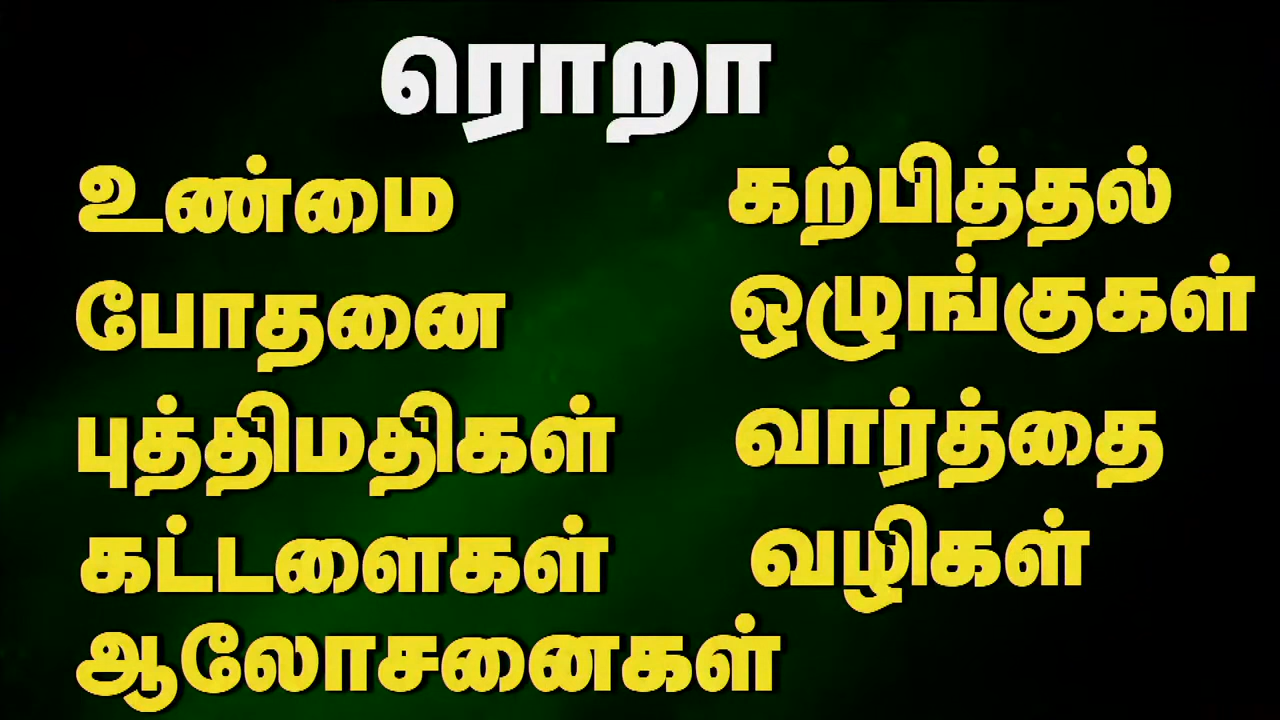 ரொறா
உண்மை
போதனை
புத்திமதிகள்
கட்டளைகள்
ஆலோசனைகள்
கற்பித்தல்
ஒழுங்குகள்
வார்த்தை
வழிகள்